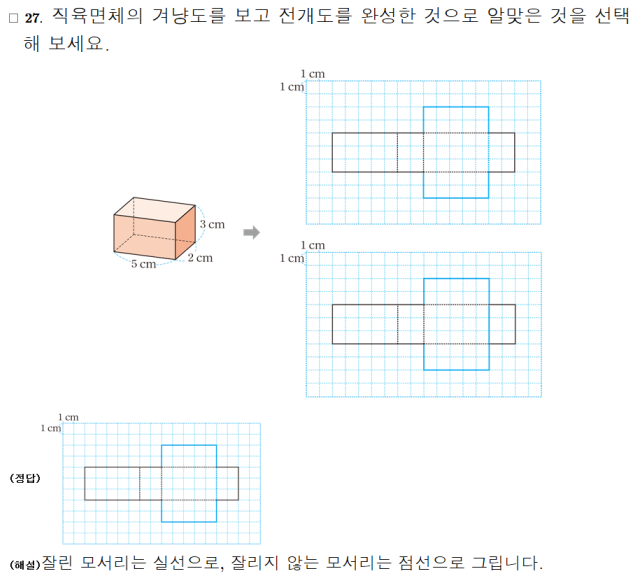 □ 27. 직육면체의 겨냥도를 보고 전개도를 완성한 것으로 알맞은 것을 선택
해 보세요.
1 cm
1 cm
3 cm
2 cm
5 cm
1 cm
1 cm
1 cm
1 cm
(정답)
(해설)잘린 모서리는 실선으로, 잘리지 않는 모서리는 점선으로 그립니다.